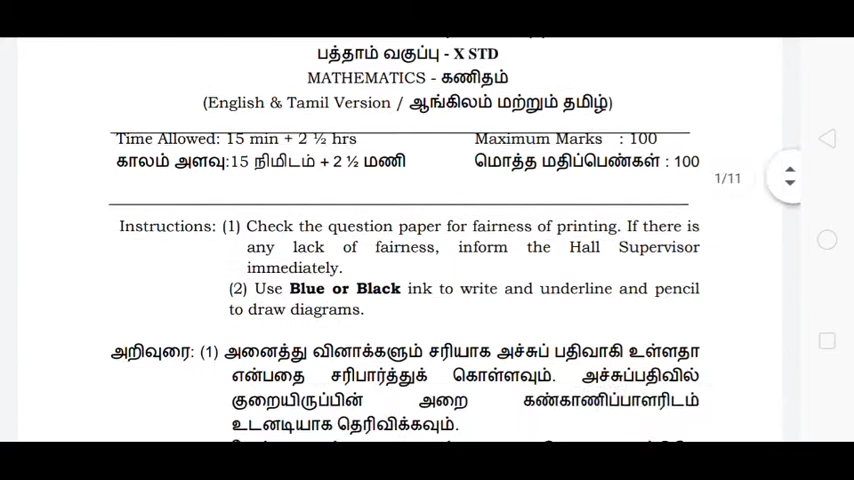 பத்தாம் வகுப்பு - X STD
MATHEMATICS - கணிதம்
(English & Tamil Version / ஆங்கிலம் மற்றும் தமிழ்)
Time Allowed: 15 min + 2 ½ hrs Maximum Marks : 100
காலம் அளவு:15 நிமிடம் + 2 ½ மணி மொத்த மதிப்பெண்கள் : 100
1/11
Instructions: (1) Check the question paper for fairness of printing. If there is
any lack of fairness, inform the Hall Supervisor
immediately.
(2) Use Blue or Black ink to write and underline and pencil
to draw diagrams.
அறிவுரை: (1) அனைத்து வினாக்களும் சரியாக அச்சுப் பதிவாகி உள்ளதா
என்பதை சரிபார்த்துக் கொள்ளவும். அச்சுப்பதிவில்
குறையிருப்பின் அறை கண்காணிப்பாளரிடம்
உடனடியாக தெரிவிக்கவும்.